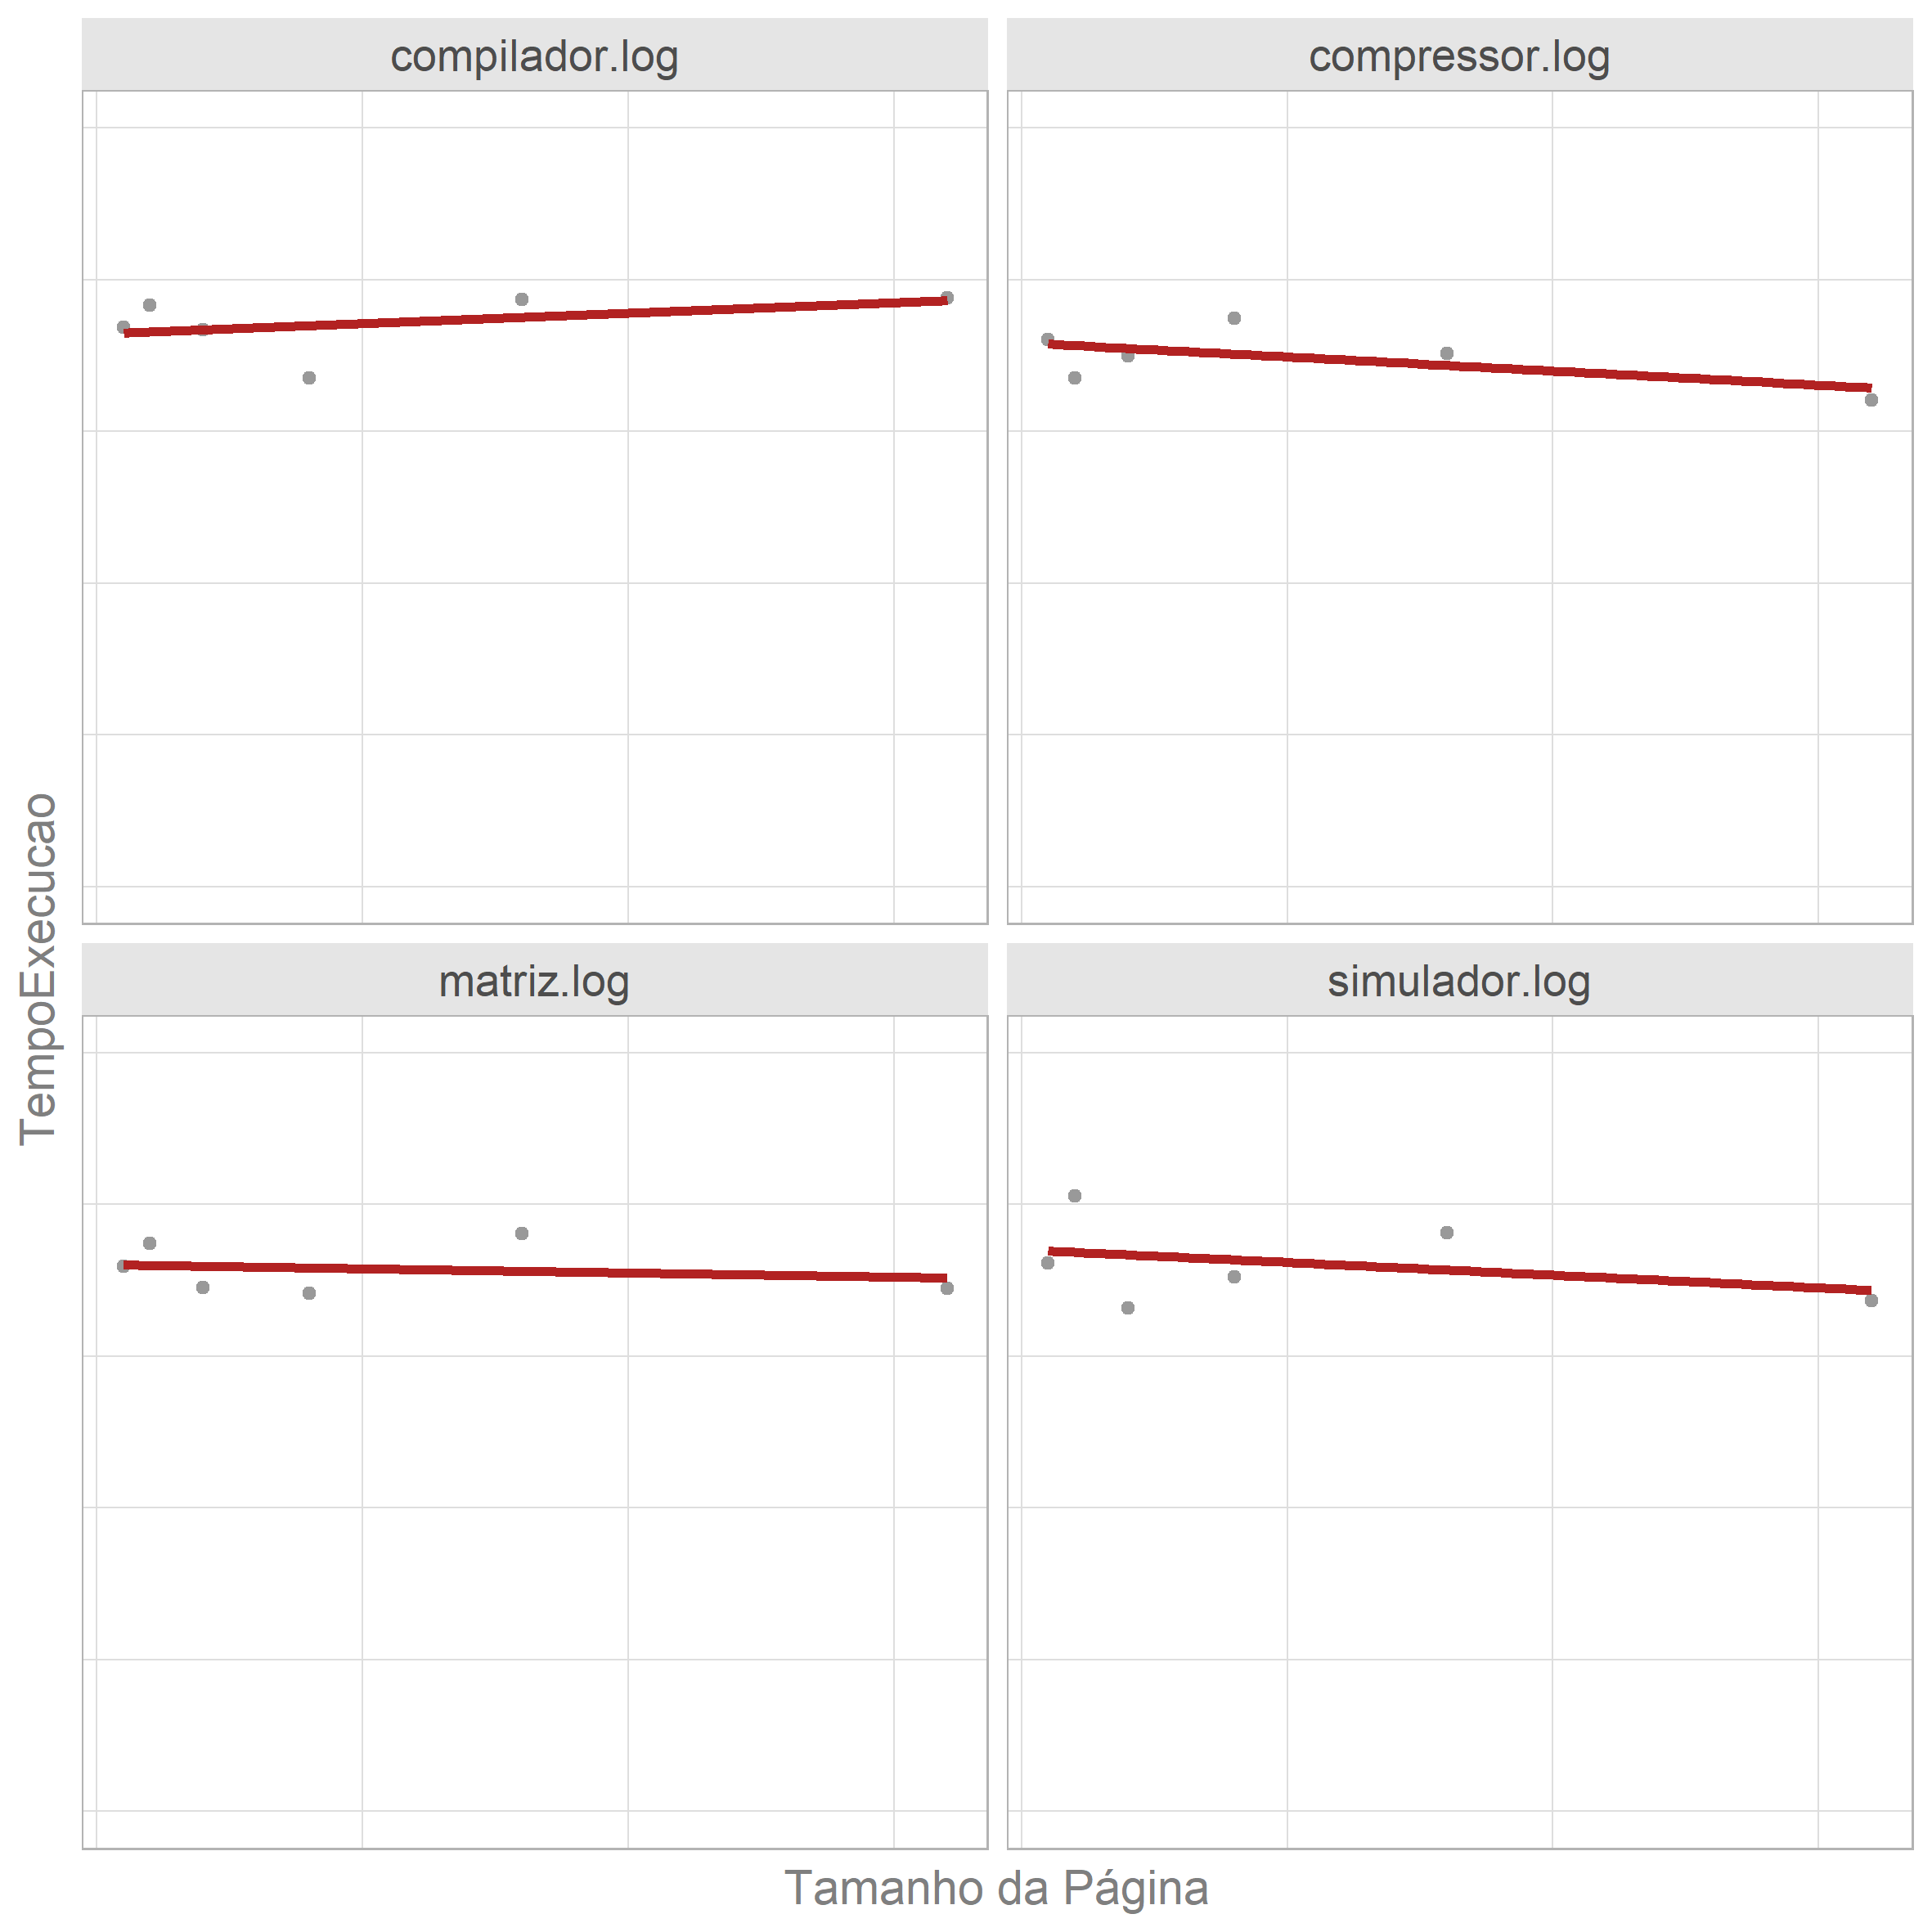 compilador.log
compressor.log
TempoExecucao
matriz.log
simulador.log
Tamanho da Página